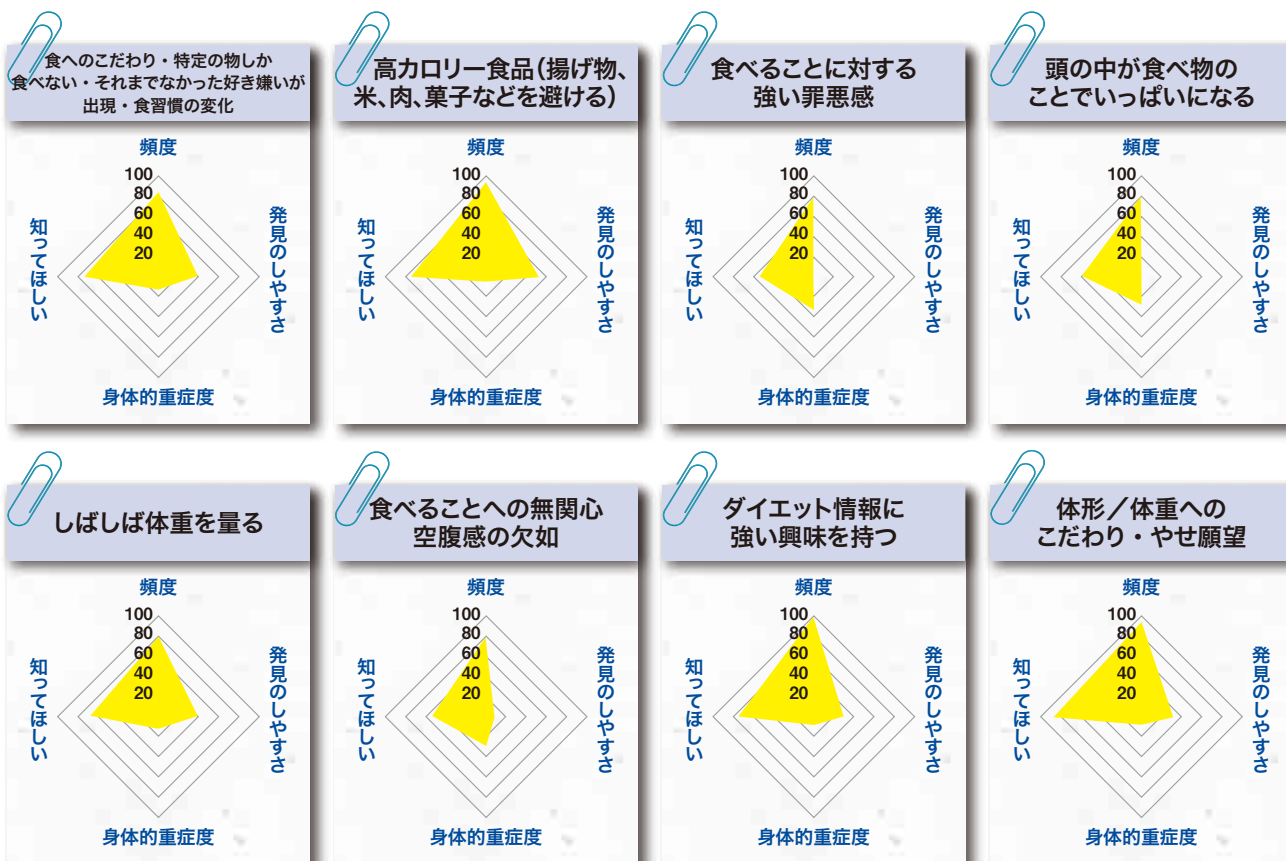 食へのこだわり・特定の物しか
食べない・それまでなかった好き嫌いが
出現・食習慣の変化
頻度
100
80
60
40
20
知ってほしい
発見のしやすさ
身体的重症度
高カロリー食品(揚げ物、
米、肉、菓子などを避ける)
頻度
100
80
60
40
20
知ってほしい
発見のしやすさ
身体的重症度
食べることに対する
強い罪悪感
頻度
100
80
60
40
20
知ってほしい
発見のしやすさ
身体的重症度
頭の中が食べ物の
ことでいっぱいになる
頻度
100
80
60
40
20
知ってほしい
発見のしやすさ
身体的重症度
しばしば体重を量る
頻度
100
80
60
40
20
知ってほしい
発見のしやすさ
身体的重症度
食べることへの無関心
空腹感の欠如
頻度
100
80
60
40
20
知ってほしい
発見のしやすさ
身体的重症度
ダイエット情報に
強い興味を持つ
頻度
100
80
60
40
20
知ってほしい
発見のしやすさ
身体的重症度
体形／体重への
こだわり・やせ願望
頻度
100
80
60
40
20
知ってほしい
発見のしやすさ
身体的重症度